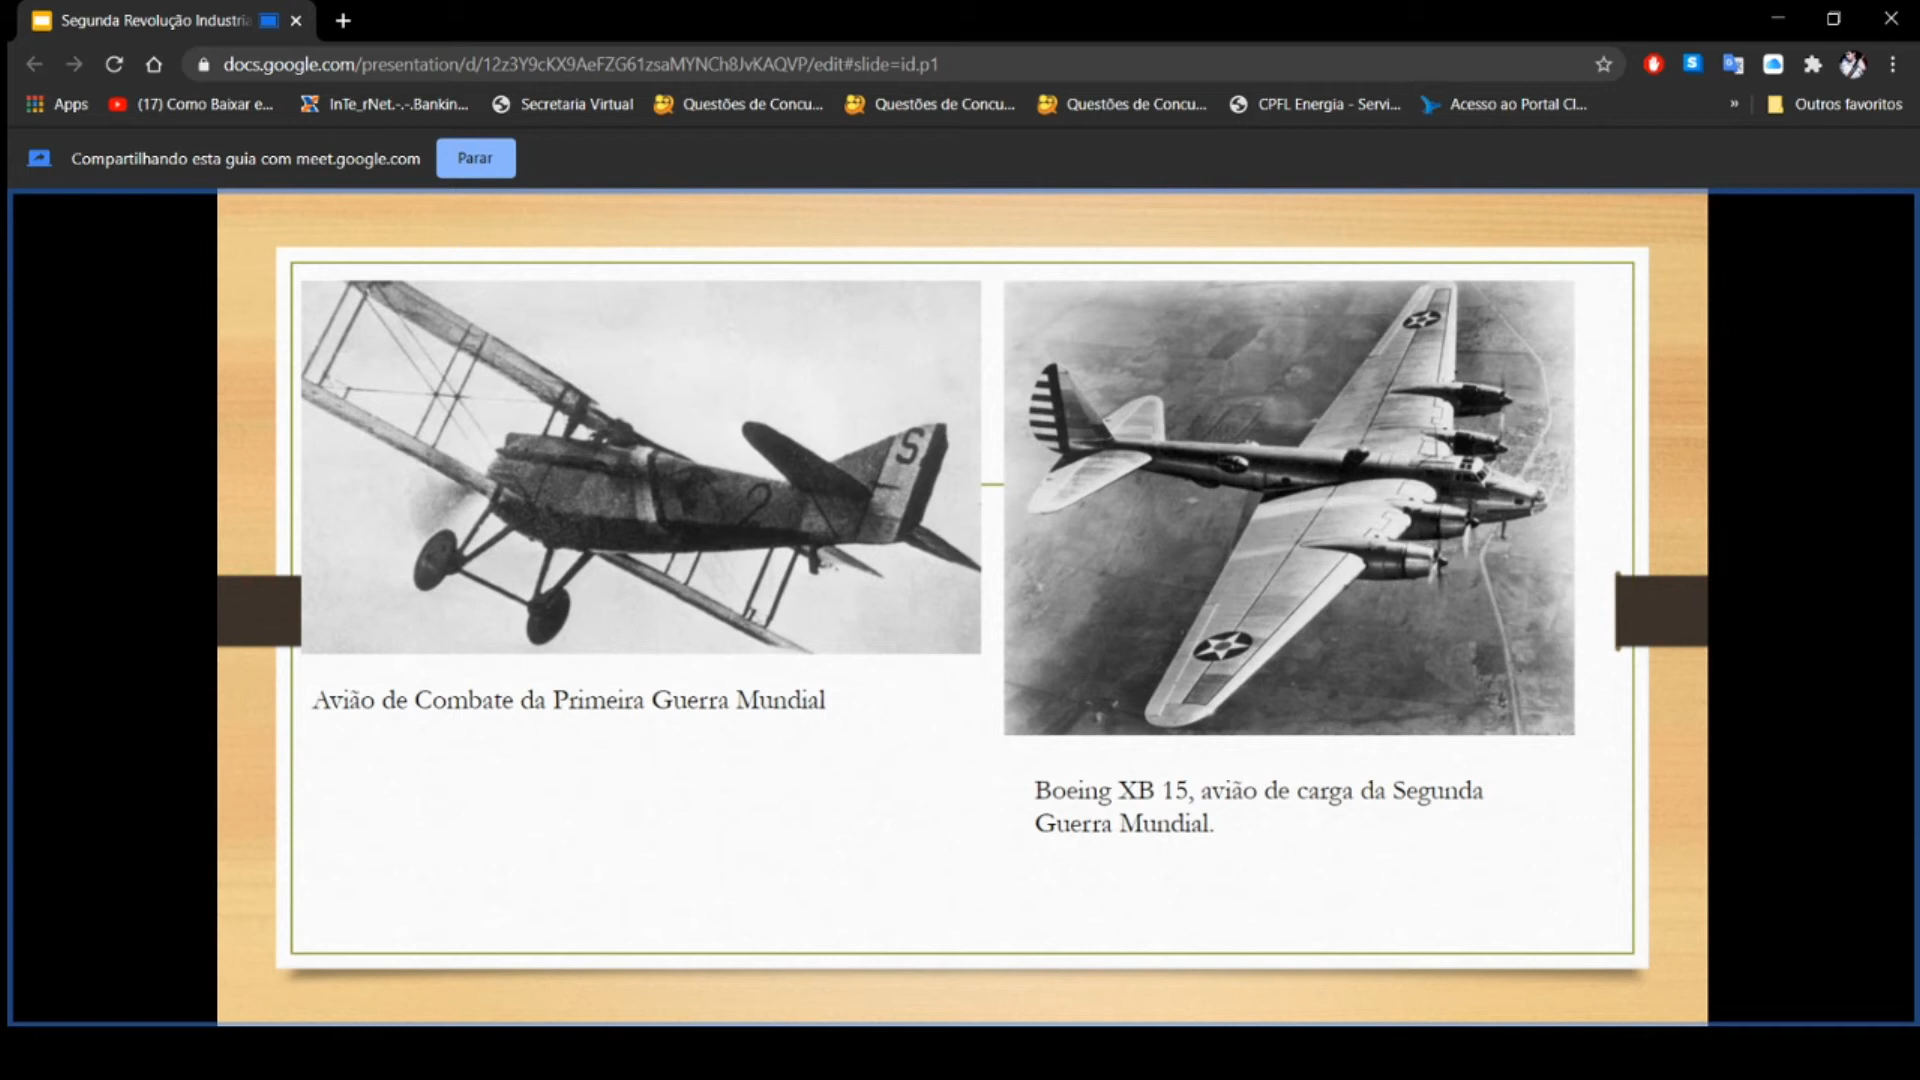 Segunda Revolução Industria
docs.google.com/presentation/d/12z3Y9cKX9AeFZG61zsaMYNCh8JvKAQVP/edit#slide=id.p1
Apps
(17) Como Baixar e...
InTe_rNet.-.-.Bankin...
Secretaria Virtual
Questões de Concu...
Questões de Concu...
Questões de Concu...
CPFL Energia - Servi...
Acesso ao Portal Cl...
»
Outros favoritos
Compartilhando esta guia com meet.google.com
Parar
S
2
Avião de Combate da Primeira Guerra Mundial
Boeing XB 15, avião de carga da Segunda
Guerra Mundial.